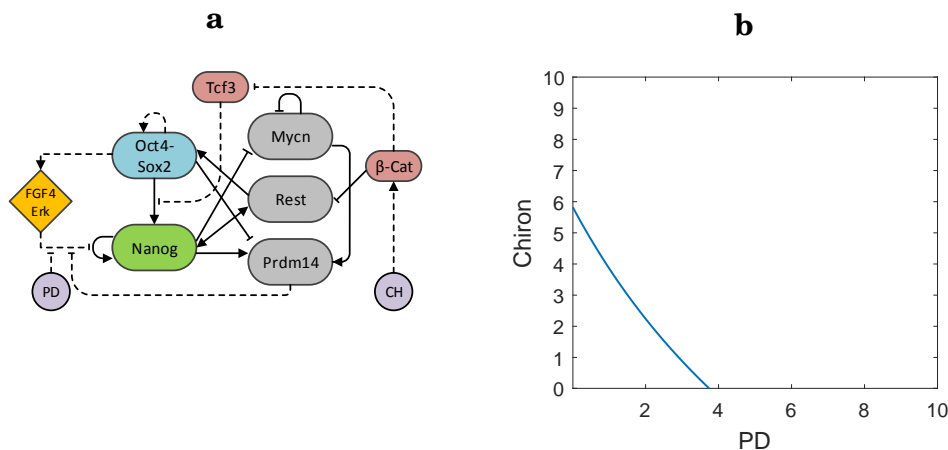 a
Tcf3
Oct4-
Sox2
Mycn
β-Cat
FGF4
Erk
Rest
Nanog
Prdm14
PD
CH
b
10
9
8
7
6
5
4
3
2
1
0
2
4
6
8
10
Chiron
PD